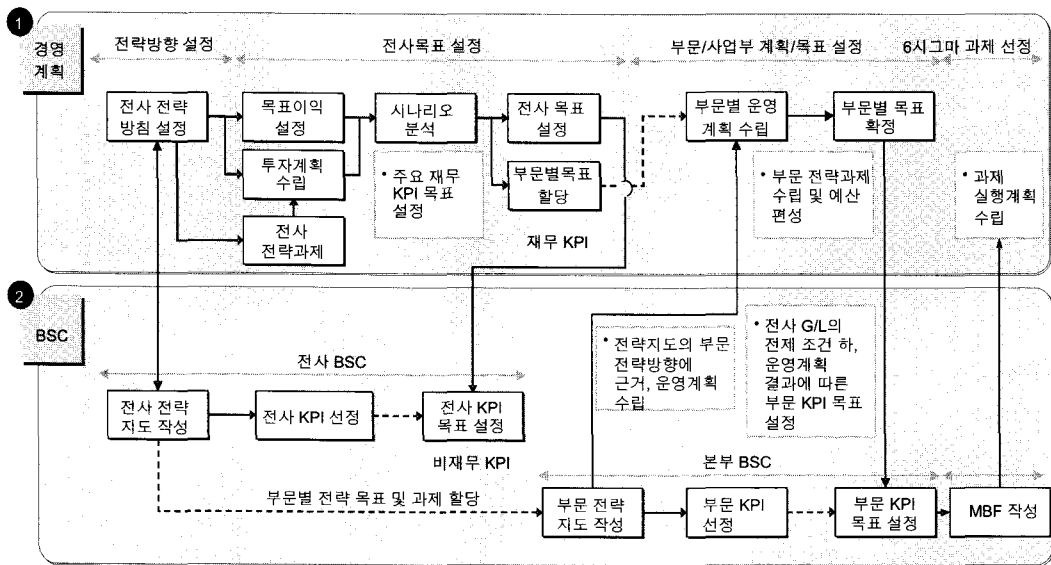 1
경영
계획
전략방향 설정
전사목표 설정
부문/사업부 계획/목표 설정
6시그마 과제 선정
전사 전략
방침 설정
목표이익
설정
투자계획
수립
전사
전략과제
시나리오
분석
• 주요 재무
KPI 목표
설정
전사 목표
설정
부문별목표
할당
재무 KPI
부문별 운영
계획 수립
부문별 목표
확정
• 부문 전략과제
수립 및 예산
편성
• 과제
실행계획
수립
2
BSC
전사 BSC
전사 전략
지도 작성
전사 KPI 선정
전사 KPI
목표 설정
비재무 KPI
• 전략지도의 부문
전략방향에
근거, 운영계획
수립
• 전사 G/L의
전제 조건 하,
운영계획
결과에 따른
부문 KPI 목표
설정
본부 BSC
부문별 전략 목표 및 과제 할당
부문 전략
지도 작성
부문 KPI
선정
부문 KPI
목표 설정
MBF 작성